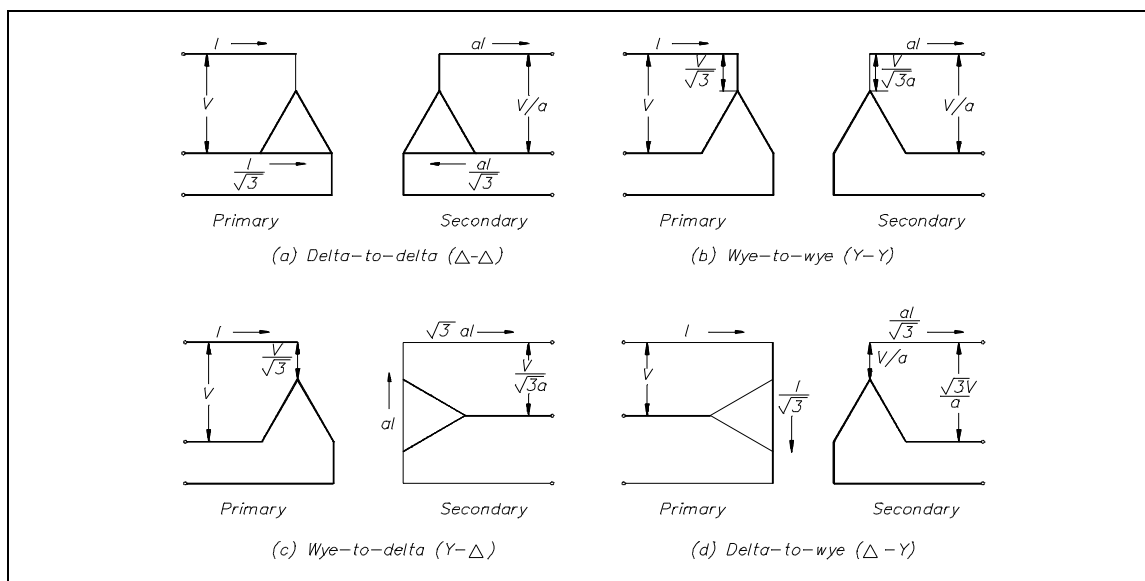 I
V
I/√3
Primary
aI
V/a
aI/√3
Secondary
(a) Delta-to-delta (△-△)
I
V/√3
V
Primary
aI
V/√3a
V/a
Secondary
(b) Wye-to-wye (Y-Y)
I
V/√3
V
Primary
√3 aI
V/√3a
aI
Secondary
(c) Wye-to-delta (Y-△)
I
V
I/√3
Primary
aI/√3
V/a
√3V/a
Secondary
(d) Delta-to-wye (△-Y)